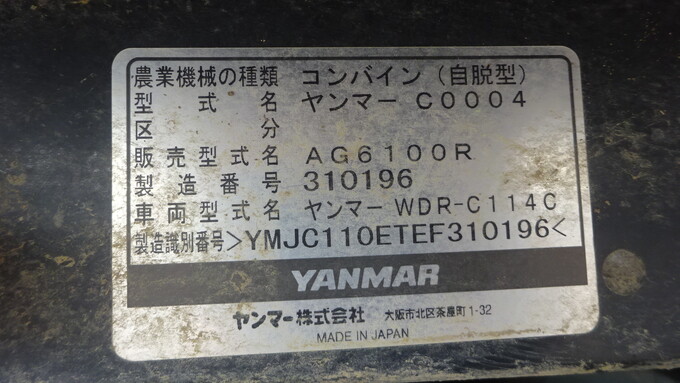 農業機械の種類 コンバイン(自脱型)
型式名 ヤンマー C0004
区分
販売型式名 AG6100R
製造番号 310196
車両型式名 ヤンマー WDR-C114C
製造識別番号>YMJC110ETEF310196<
YANMAR
ヤンマー株式会社 大阪市北区茶屋町1-32
MADE IN JAPAN